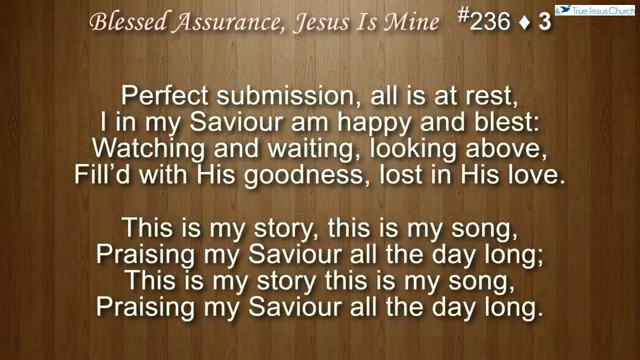 Blessed Assurance, Jesus Is Mine #236 ♦ 3
True Jesus Church
Perfect submission, all is at rest,
I in my Saviour am happy and blest:
Watching and waiting, looking above,
Fill’d with His goodness, lost in His love.
This is my story, this is my song,
Praising my Saviour all the day long;
This is my story this is my song,
Praising my Saviour all the day long.